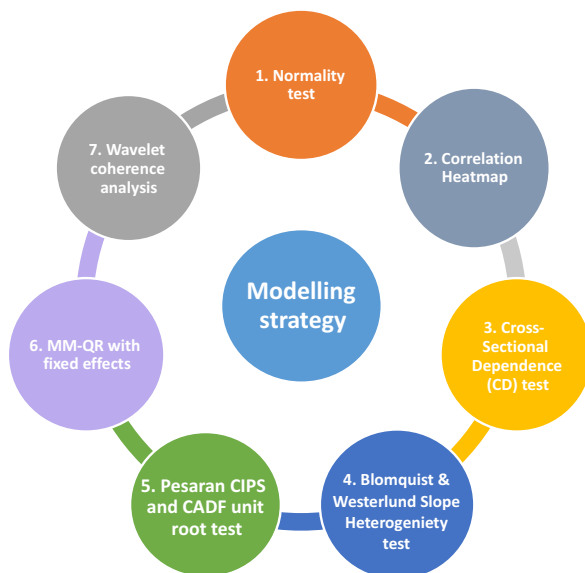 1. Normality
test
2. Correlation
Heatmap
3. Cross-
Sectional
Dependence
(CD) test
4. Blomquist &
Westerlund Slope
Heterogeniety
test
5. Pesaran CIPS
and CADF unit
root test
6. MM-QR with
fixed effects
7. Wavelet
coherence
analysis
Modelling
strategy